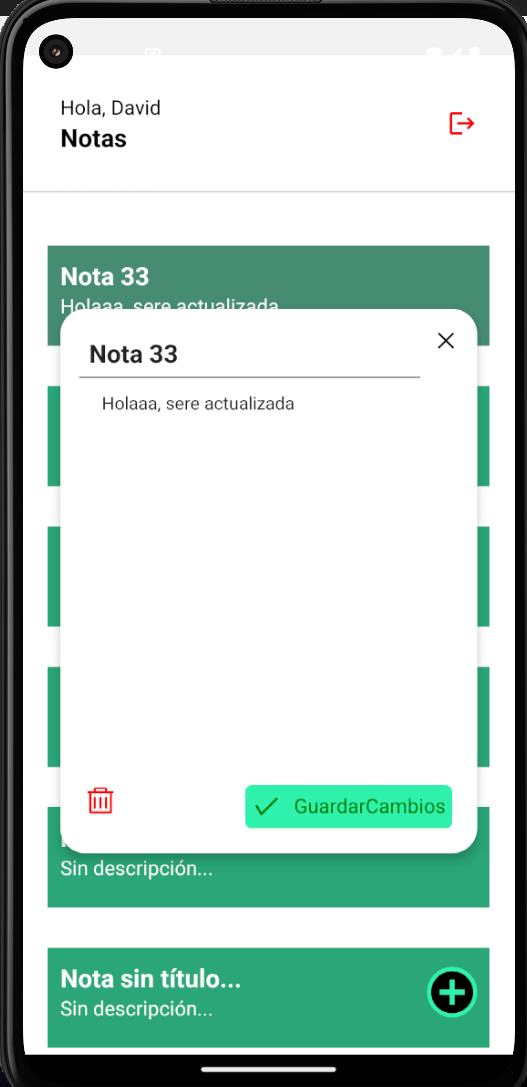 Hola, David
Notas
Nota 33
Holaaa, sere actualizada
Nota 33
Holaaa, sere actualizada
GuardarCambios
Sin descripción...
Nota sin título...
Sin descripción...